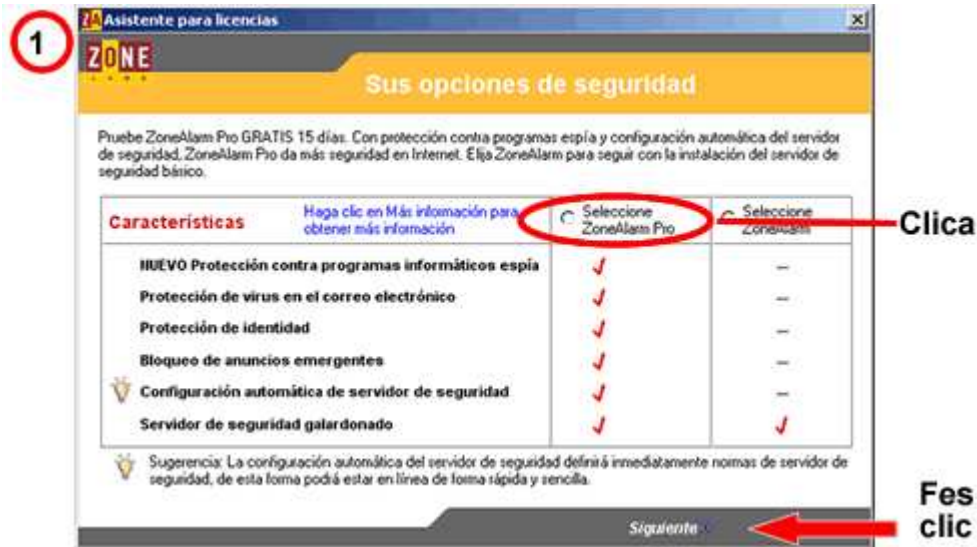 1
Asistente para licencias
ZONE
Sus opciones de seguridad
Pruebe ZoneAlarm Pro GRATIS 15 días. Con protección contra programas espía y configuración automática del servidor
de seguridad, ZoneAlarm Pro da más seguridad en Internet. Elija ZoneAlarm para seguir con la instalación del servidor de
seguridad básico.
Características
Haga clic en Más información para
obtener más información
Seleccione
ZoneAlarm Pro
Seleccione
ZoneAlarm
Clica
NUEVO Protección contra programas informáticos espía
Protección de virus en el correo electrónico
Protección de identidad
Bloqueo de anuncios emergentes
Configuración automática de servidor de seguridad
Servidor de seguridad galardonado
Sugerencia: La configuración automática del servidor de seguridad definirá inmediatamente normas de servidor de
seguridad, de esta forma podrá estar en línea de forma rápida y sencilla.
Siguiente
Fes
clic